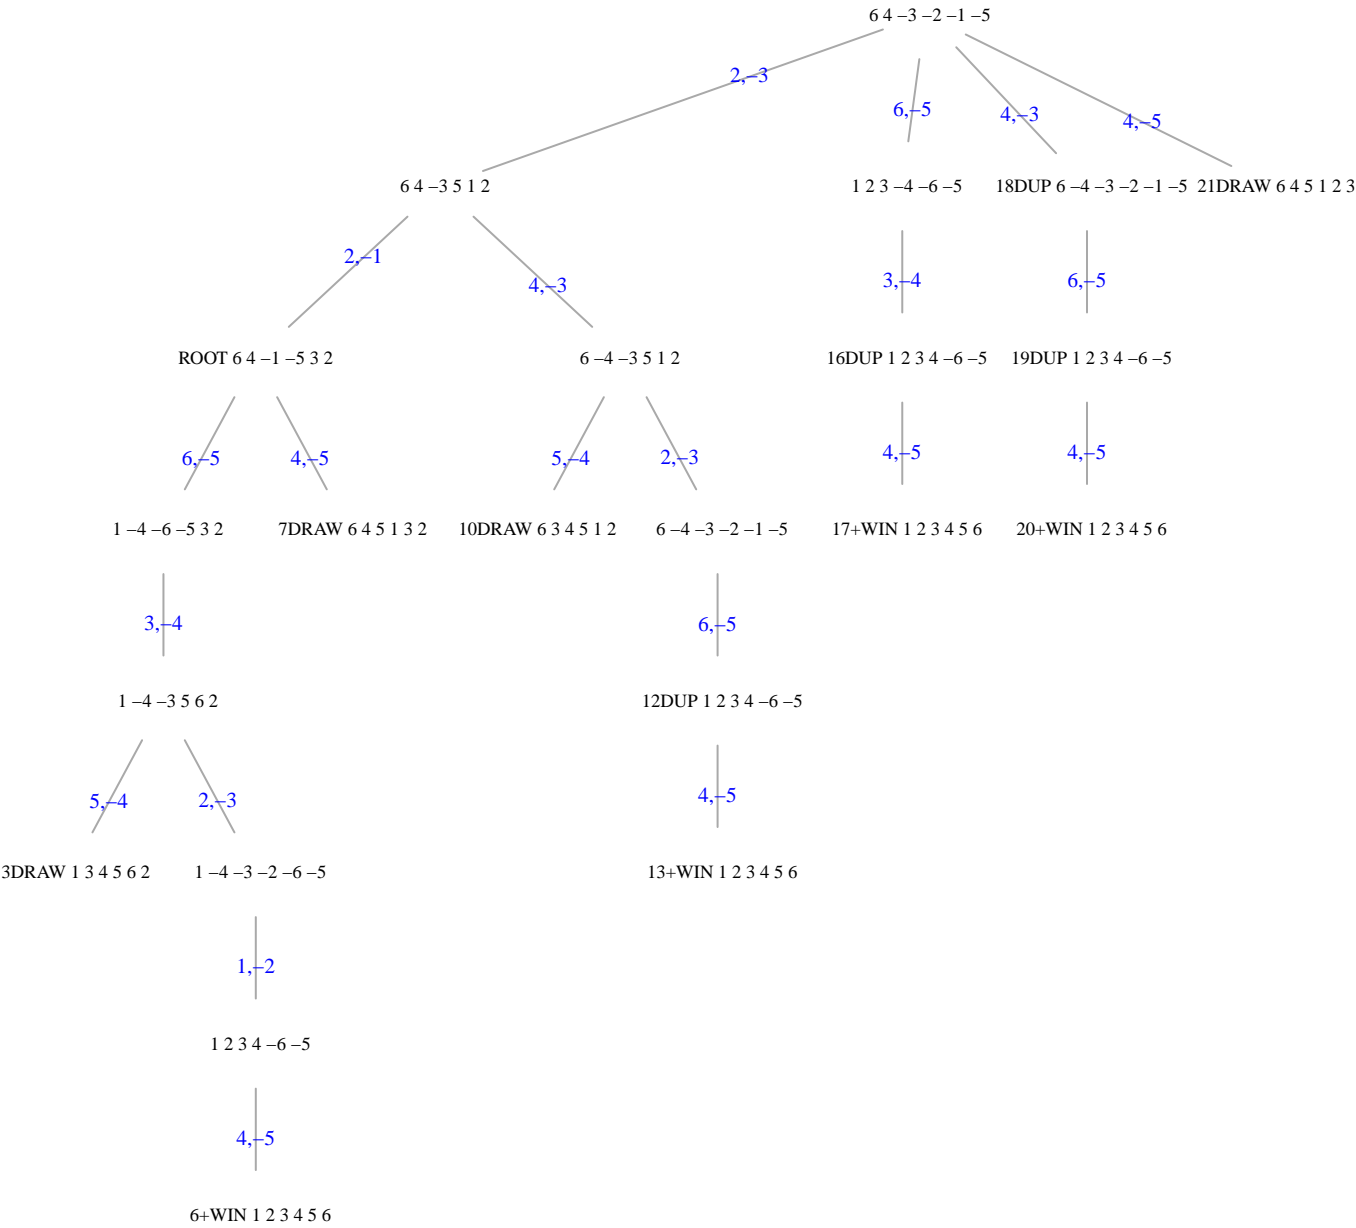 6 4 –3 –2 –1 –5
2,–3
6,–5
4,–3
4,–5
6 4 –3 5 1 2
1 2 3 –4 –6 –5
18DUP 6 –4 –3 –2 –1 –5
21DRAW 6 4 5 1 2 3
2,–1
4,–3
3,–4
6,–5
ROOT 6 4 –1 –5 3 2
6 –4 –3 5 1 2
16DUP 1 2 3 4 –6 –5
19DUP 1 2 3 4 –6 –5
6,–5
4,–5
5,–4
2,–3
4,–5
4,–5
1 –4 –6 –5 3 2
7DRAW 6 4 5 1 3 2
10DRAW 6 3 4 5 1 2
6 –4 –3 –2 –1 –5
17+WIN 1 2 3 4 5 6
20+WIN 1 2 3 4 5 6
3,–4
6,–5
1 –4 –3 5 6 2
12DUP 1 2 3 4 –6 –5
5,–4
2,–3
4,–5
3DRAW 1 3 4 5 6 2
1 –4 –3 –2 –6 –5
13+WIN 1 2 3 4 5 6
1,–2
1 2 3 4 –6 –5
4,–5
6+WIN 1 2 3 4 5 6